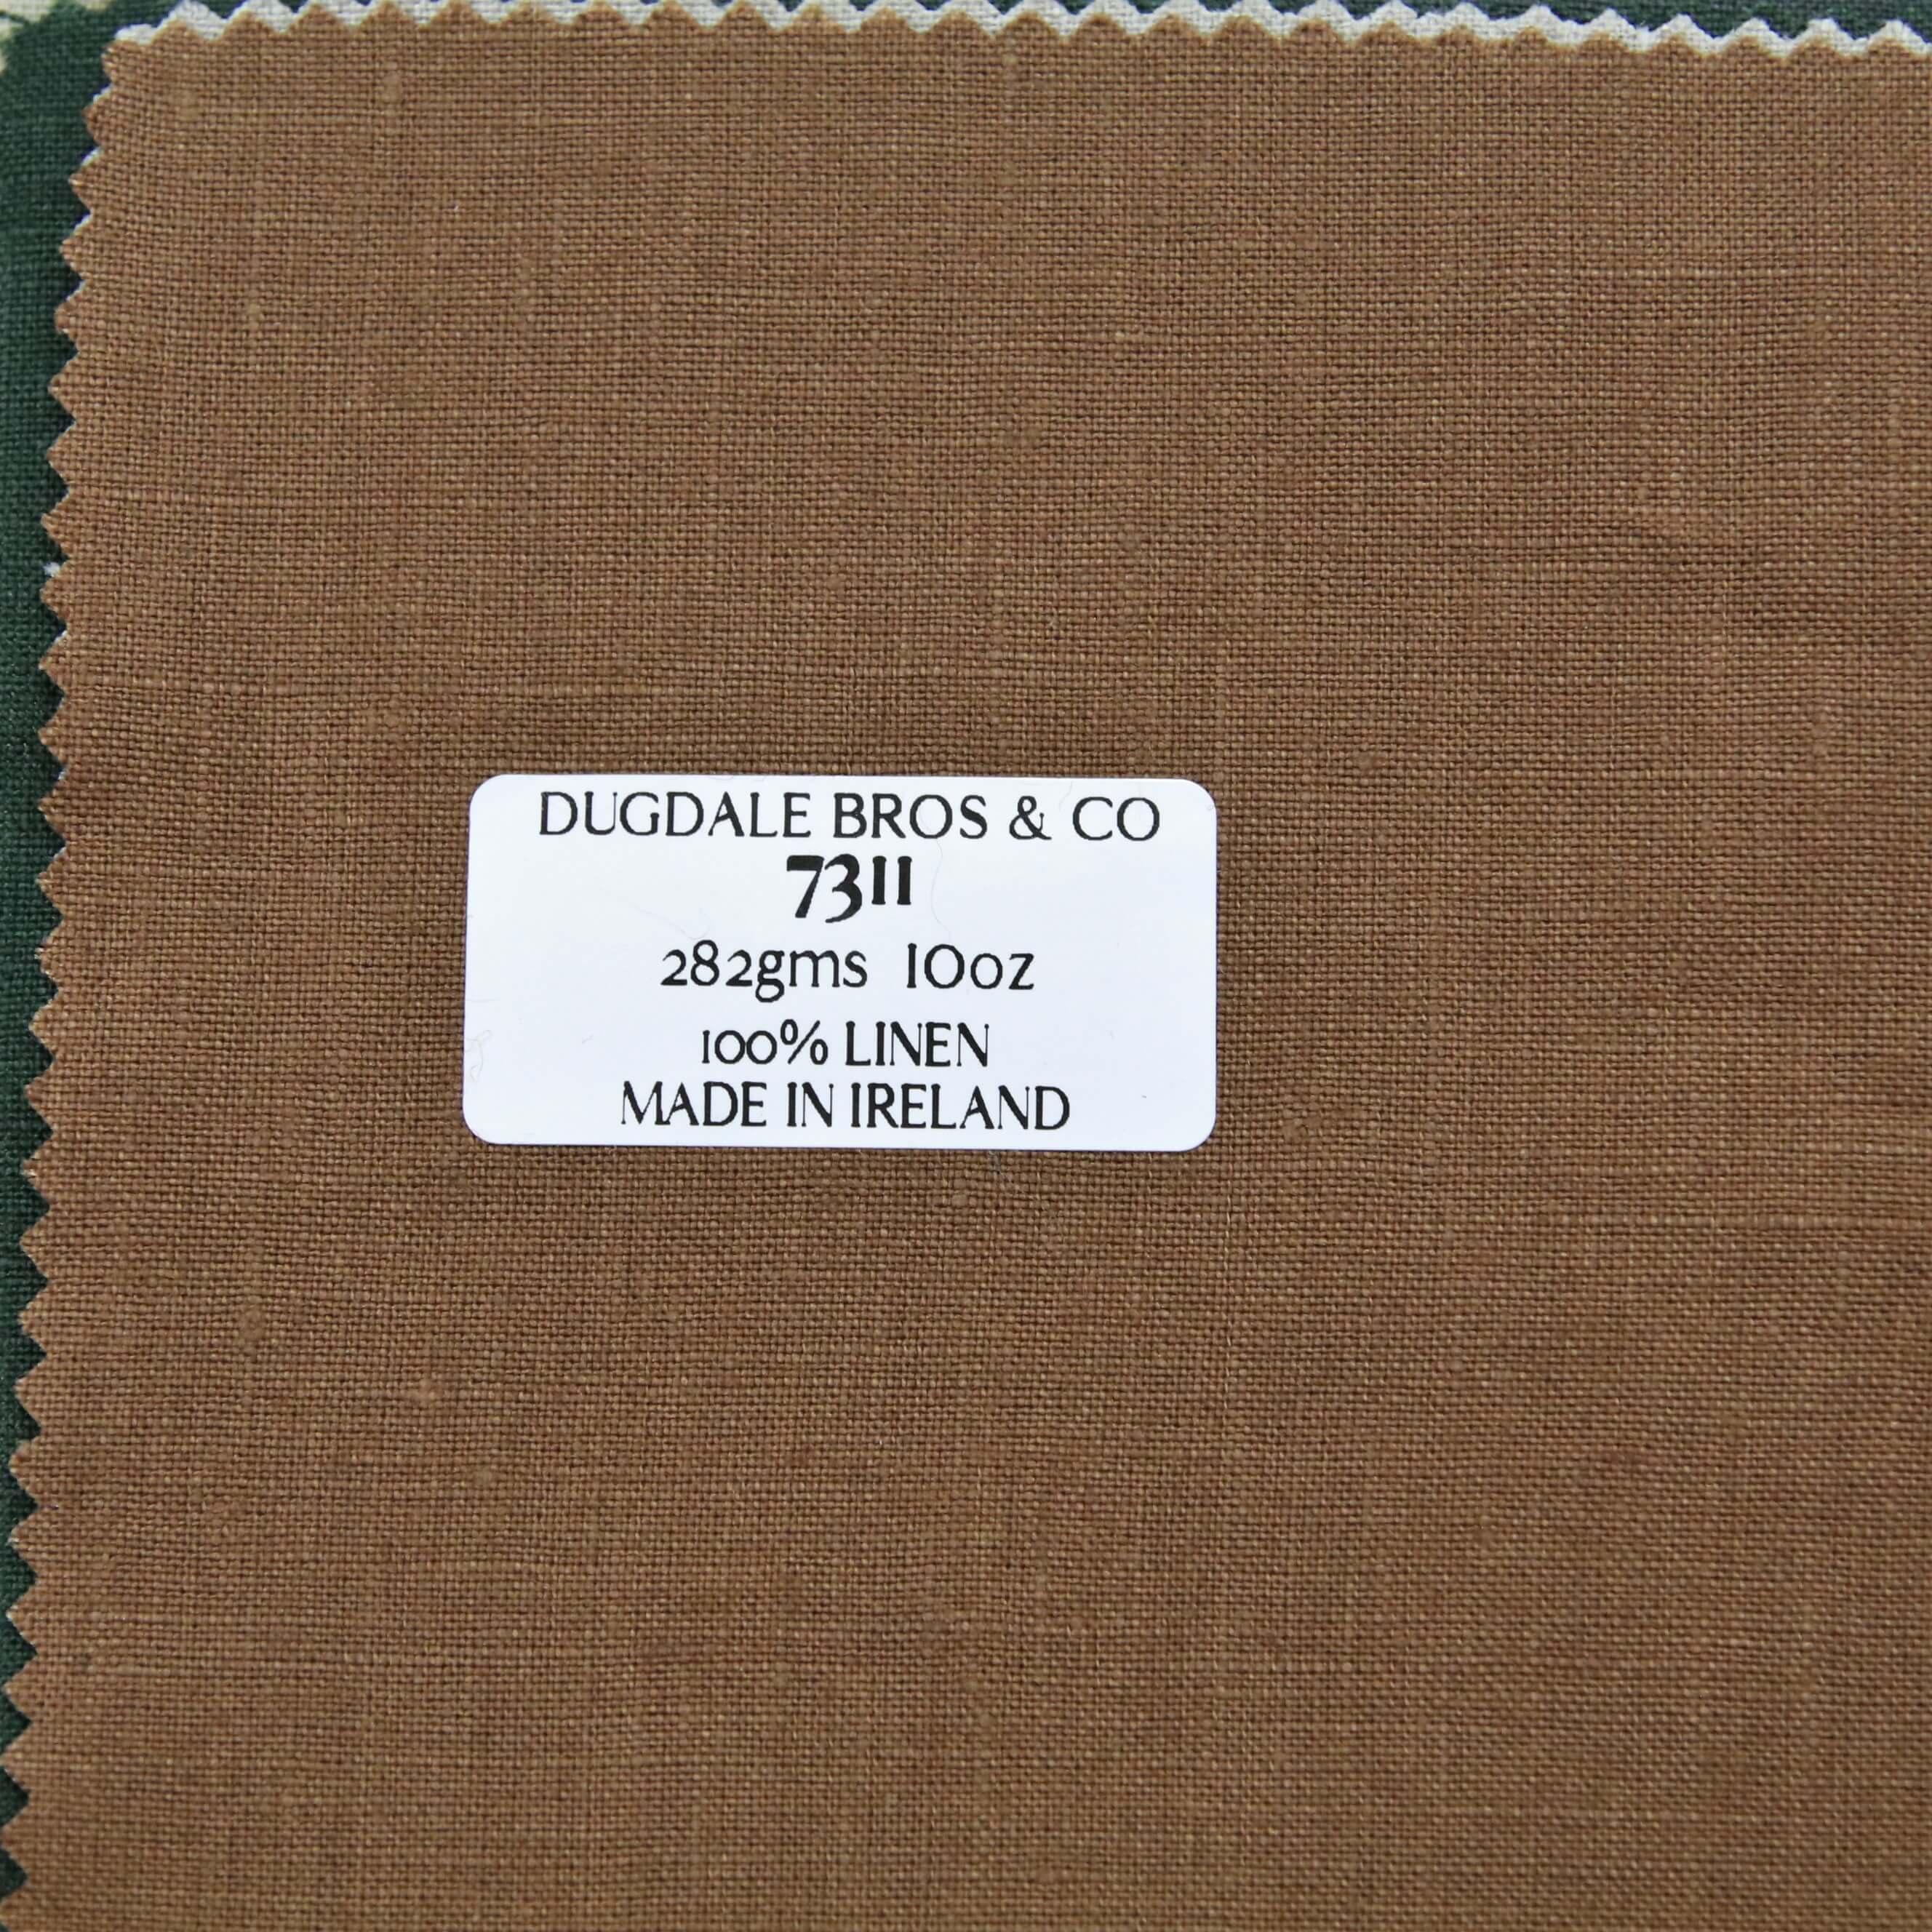 DUGDALE BROS & CO
7311
282gms 10oz
100% LINEN
MADE IN IRELAND